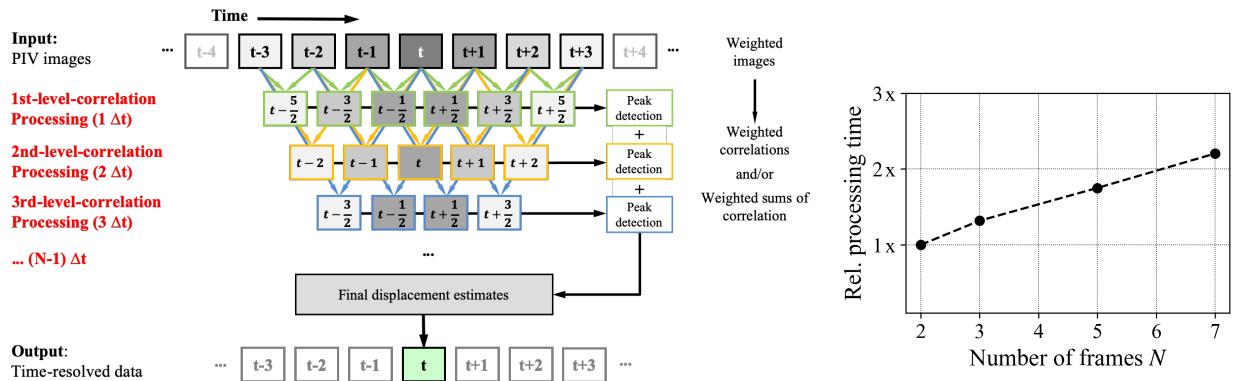 Time
Input:
PIV images
... t-4 t-3 t-2 t-1 t t+1 t+2 t+3 t+4 ...
Weighted
images
1st-level-correlation
Processing (1 Δt)
t − 5/2 t − 3/2 t − 1/2 t + 1/2 t + 3/2 t + 5/2
Peak
detection
+
2nd-level-correlation
Processing (2 Δt)
t − 2 t − 1 t t + 1 t + 2
Peak
detection
+
Weighted
correlations
and/or
Weighted sums of
correlation
3rd-level-correlation
Processing (3 Δt)
t − 3/2 t − 1/2 t + 1/2 t + 3/2
Peak
detection
... (N-1) Δt
...
Final displacement estimates
Output:
Time-resolved data
... t-3 t-2 t-1 t t+1 t+2 t+3 ...
Rel. processing time
3 x
2 x
1 x
2 3 4 5 6 7
Number of frames N